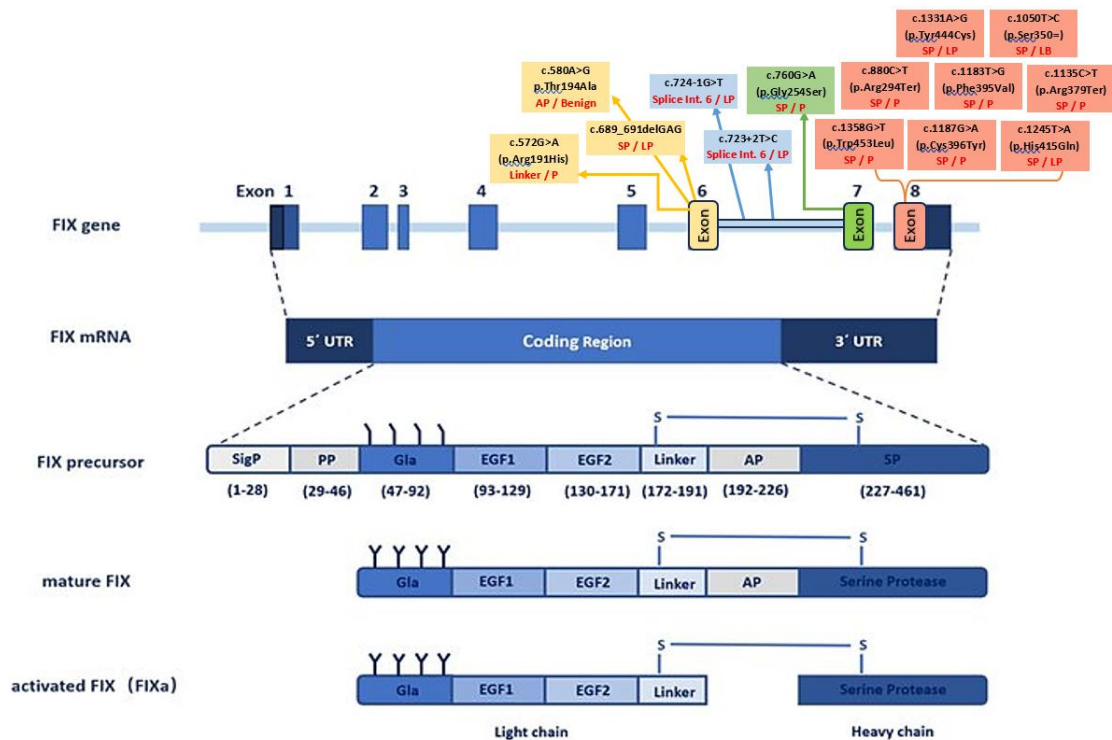 c.1331A>G
(p.Tyr444Cys)
SP / LP
c.1050T>C
(p.Ser350=)
SP / LB
c.580A>G
p.Thr194Ala
AP / Benign
c.724-1G>T
Splice Int. 6 / LP
c.760G>A
(p.Gly254Ser)
SP / P
c.880C>T
(p.Arg294Ter)
SP / P
c.1183T>G
(p.Phe395Val)
SP / P
c.1135C>T
(p.Arg379Ter)
SP / P
c.572G>A
(p.Arg191His)
Linker / P
c.689_691delGAG
SP / LP
c.723+2T>C
Splice Int. 6 / LP
c.1358G>T
(p.Trp453Leu)
SP / P
c.1187G>A
(p.Cys396Tyr)
SP / P
c.1245T>A
(p.His415Gln)
SP / LP
Exon 1 2 3 4 5 6 7 8
FIX gene
Exon Exon Exon
FIX mRNA
5´ UTR Coding Region 3´ UTR
S S
FIX precursor
SigP PP Gla EGF1 EGF2 Linker AP SP
(1-28) (29-46) (47-92) (93-129) (130-171) (172-191) (192-226) (227-461)
S S
mature FIX
Gla EGF1 EGF2 Linker AP Serine Protease
S S
activated FIX (FIXa)
Gla EGF1 EGF2 Linker Serine Protease
Light chain Heavy chain